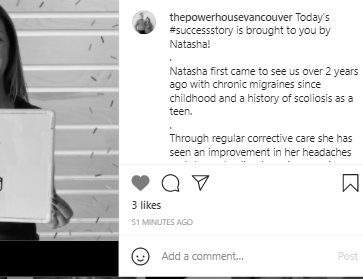 thepowerhousevancouver Today's
#successstory is brought to you by
Natasha!
.
Natasha first came to see us over 2 years
ago with chronic migraines since
childhood and a history of scoliosis as a
teen.
.
Through regular corrective care she has
seen an improvement in her headaches
3 likes
51 MINUTES AGO
Add a comment...
Post